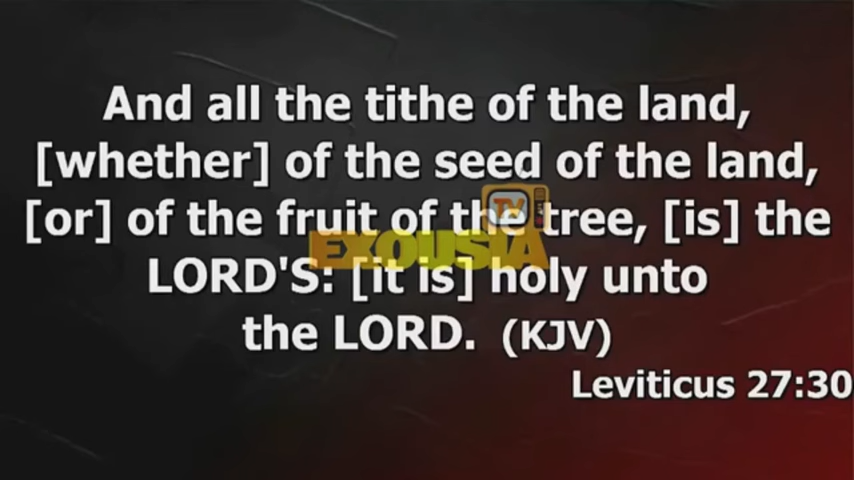 And all the tithe of the land,
[whether] of the seed of the land,
[or] of the fruit of the tree, [is] the
TV
EXOUSIA
LORD'S: [it is] holy unto
the LORD. (KJV)
Leviticus 27:30